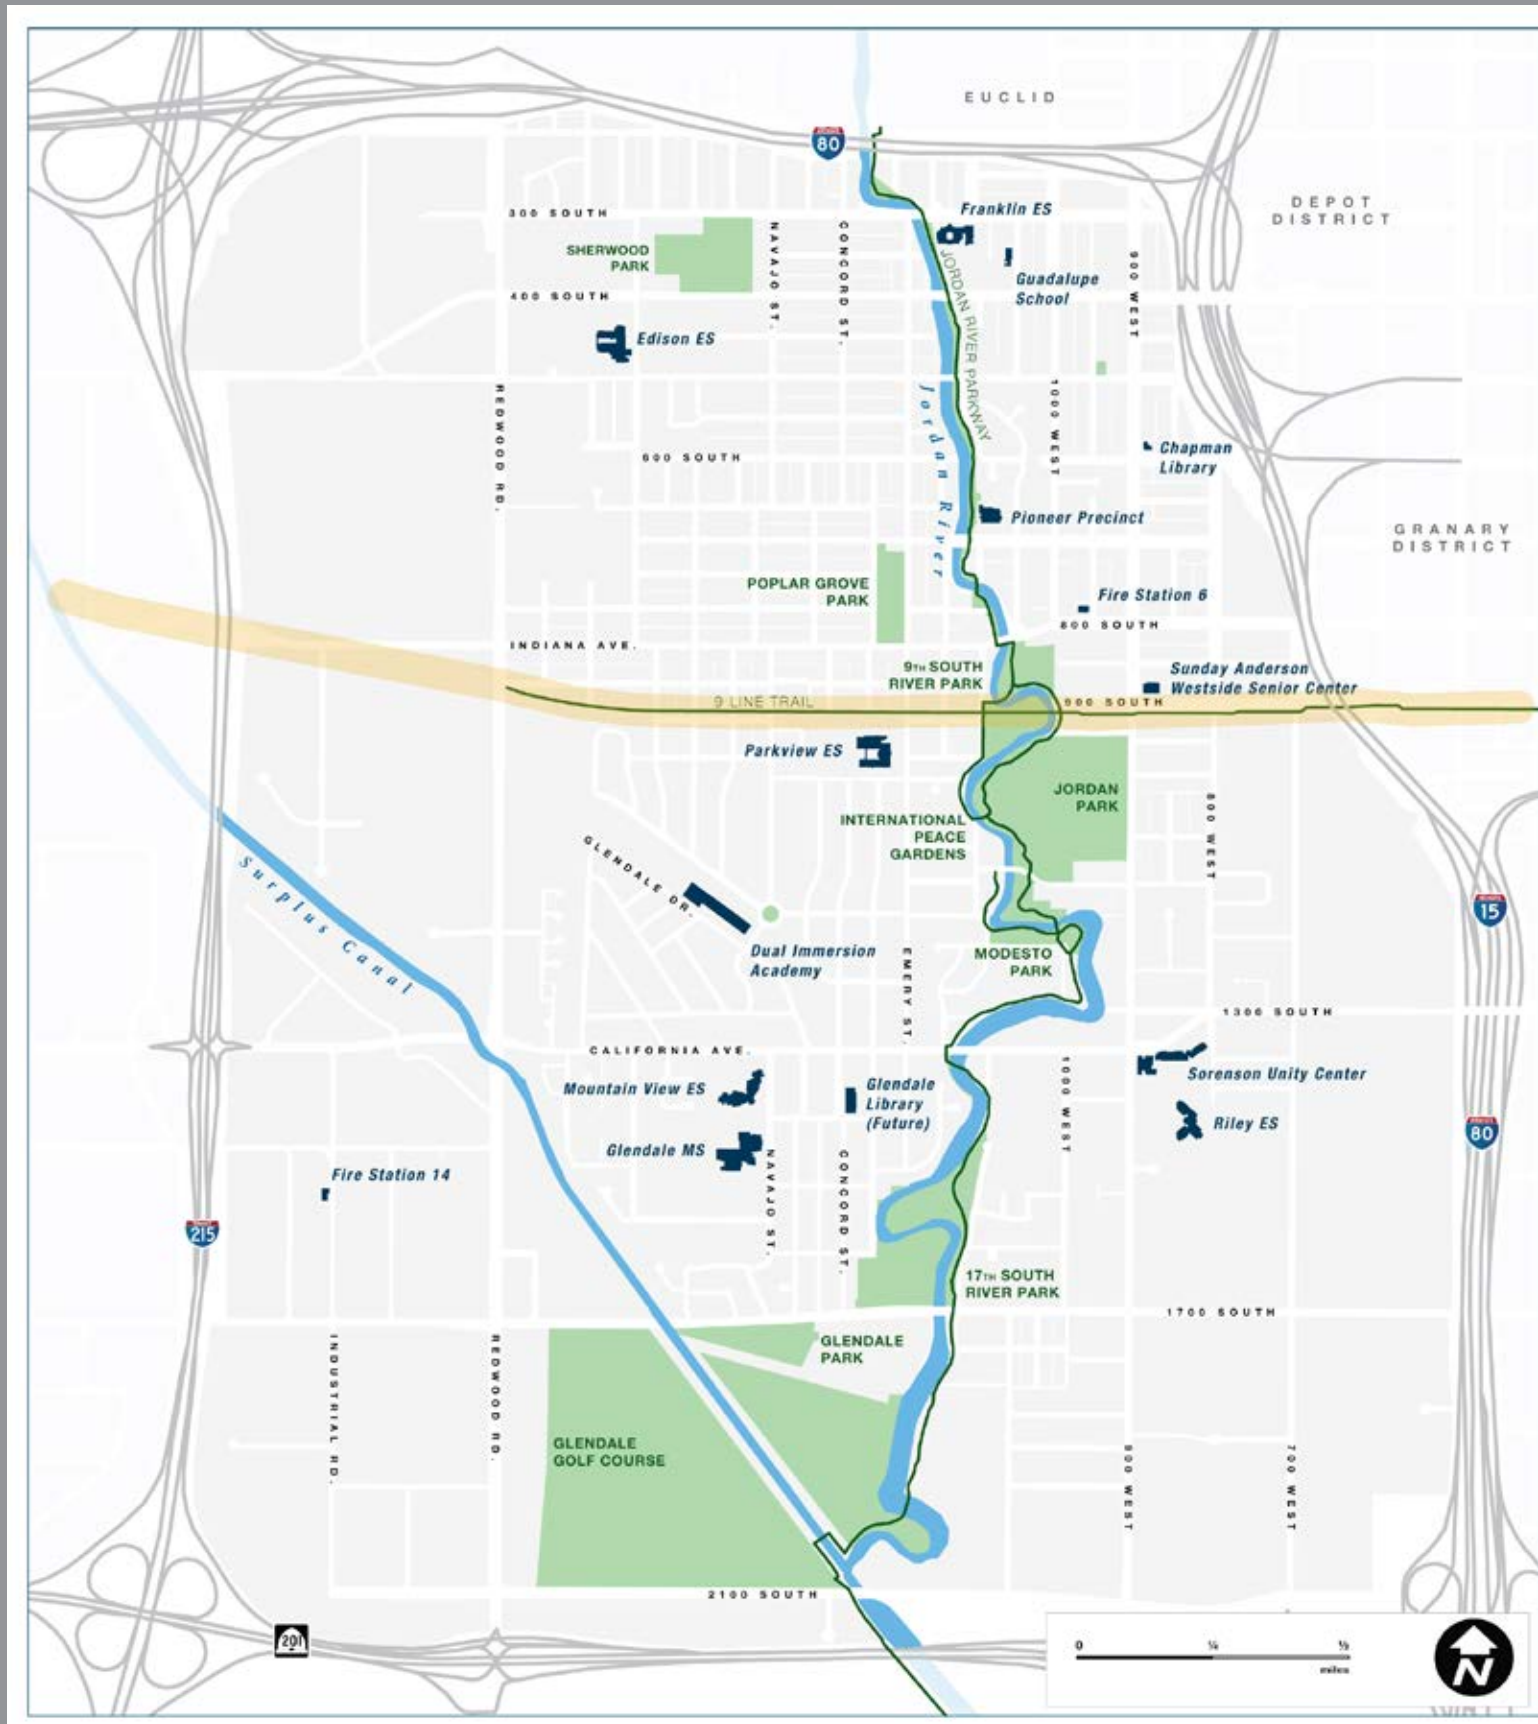 EUCLID
80
DEPOT
DISTRICT
Franklin ES
300 SOUTH
SHERWOOD
PARK
NAVAJO ST.
CONCORD ST.
JORDAN RIVER PARKWAY
Guadalupe
School
900 WEST
400 SOUTH
Edison ES
REDWOOD RD.
Jordan River
1000 WEST
600 SOUTH
Chapman
Library
Pioneer Precinct
GRANARY
DISTRICT
POPLAR GROVE
PARK
Fire Station 6
800 SOUTH
INDIANA AVE.
9TH SOUTH
RIVER PARK
Sunday Anderson
Westside Senior Center
9 LINE TRAIL
900 SOUTH
Parkview ES
JORDAN
PARK
800 WEST
INTERNATIONAL
PEACE
GARDENS
GLENDALE DR.
Surplus Canal
15
Dual Immersion
Academy
EMERY ST.
MODESTO
PARK
1300 SOUTH
CALIFORNIA AVE.
Mountain View ES
Glendale
Library
(Future)
1000 WEST
Sorenson Unity Center
Riley ES
80
Glendale MS
NAVAJO ST.
CONCORD ST.
Fire Station 14
215
17TH SOUTH
RIVER PARK
1700 SOUTH
INDUSTRIAL RD.
REDWOOD RD.
GLENDALE
PARK
GLENDALE
GOLF COURSE
900 WEST
700 WEST
2100 SOUTH
201
0 ¼ ½
miles
N